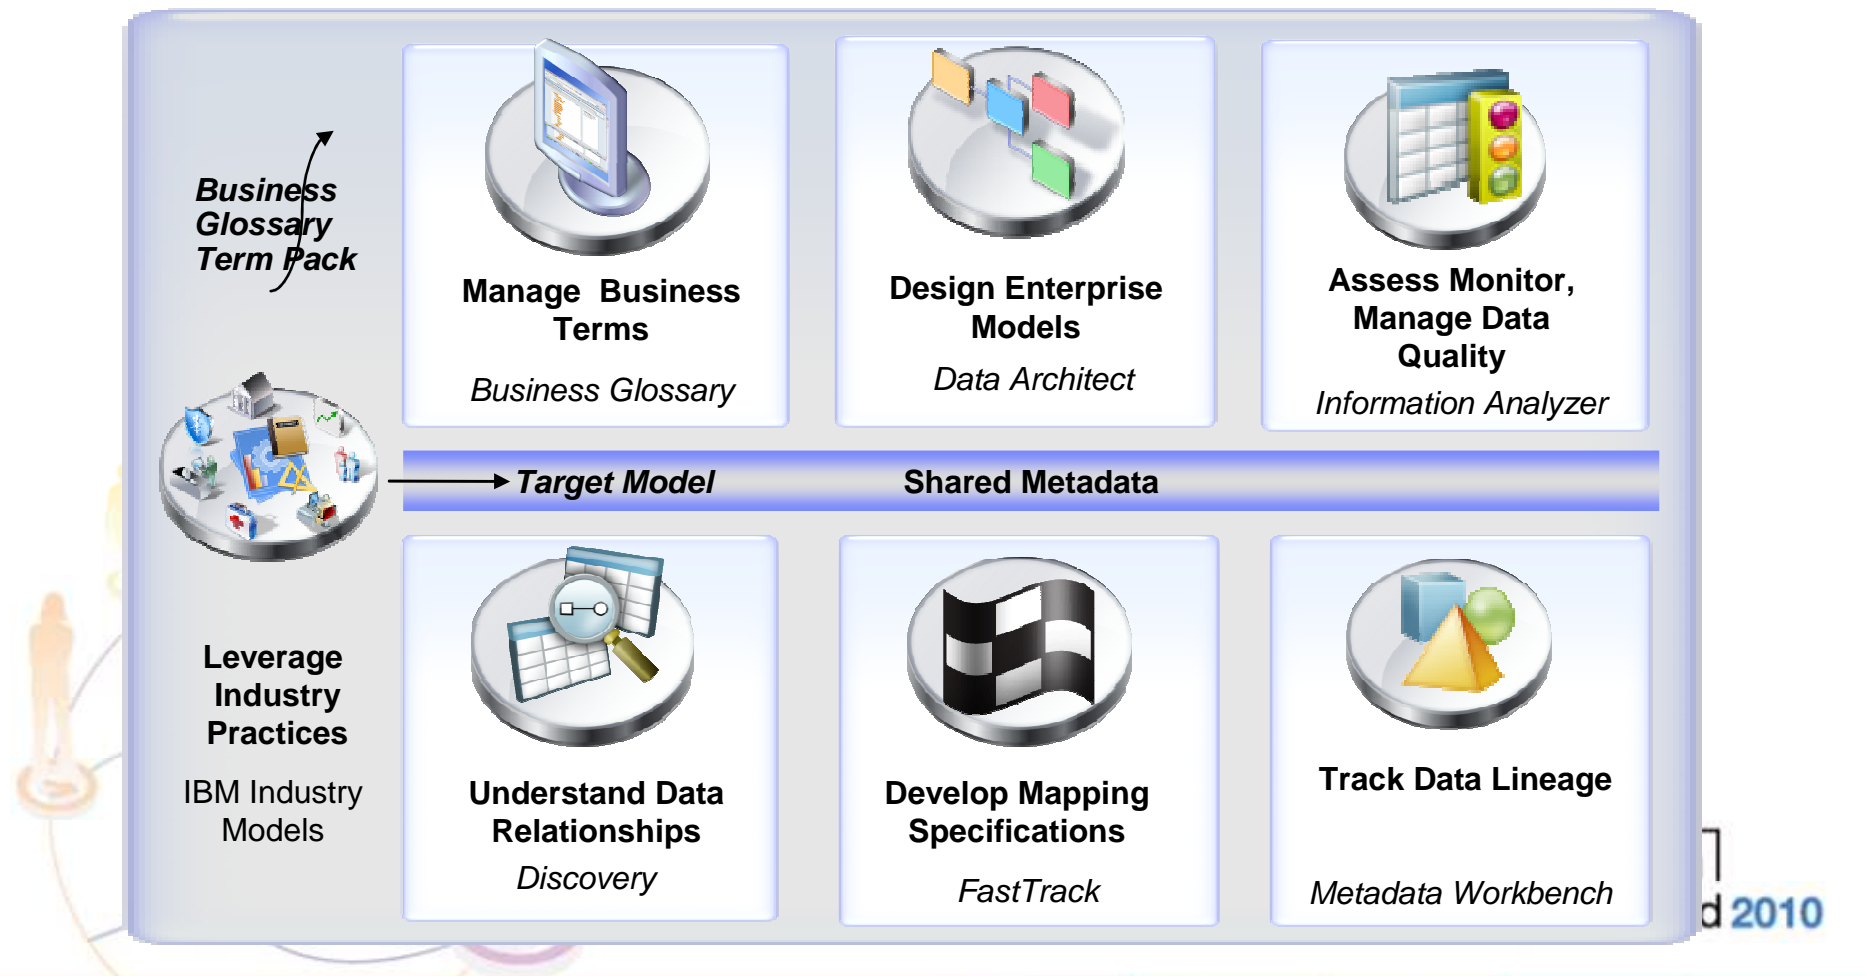 Business
Glossary
Term Pack
Manage Business
Terms
Business Glossary
Design Enterprise
Models
Data Architect
Assess Monitor,
Manage Data
Quality
Information Analyzer
Target Model
Shared Metadata
Leverage
Industry
Practices
IBM Industry
Models
Understand Data
Relationships
Discovery
Develop Mapping
Specifications
FastTrack
Track Data Lineage
Metadata Workbench
d 2010